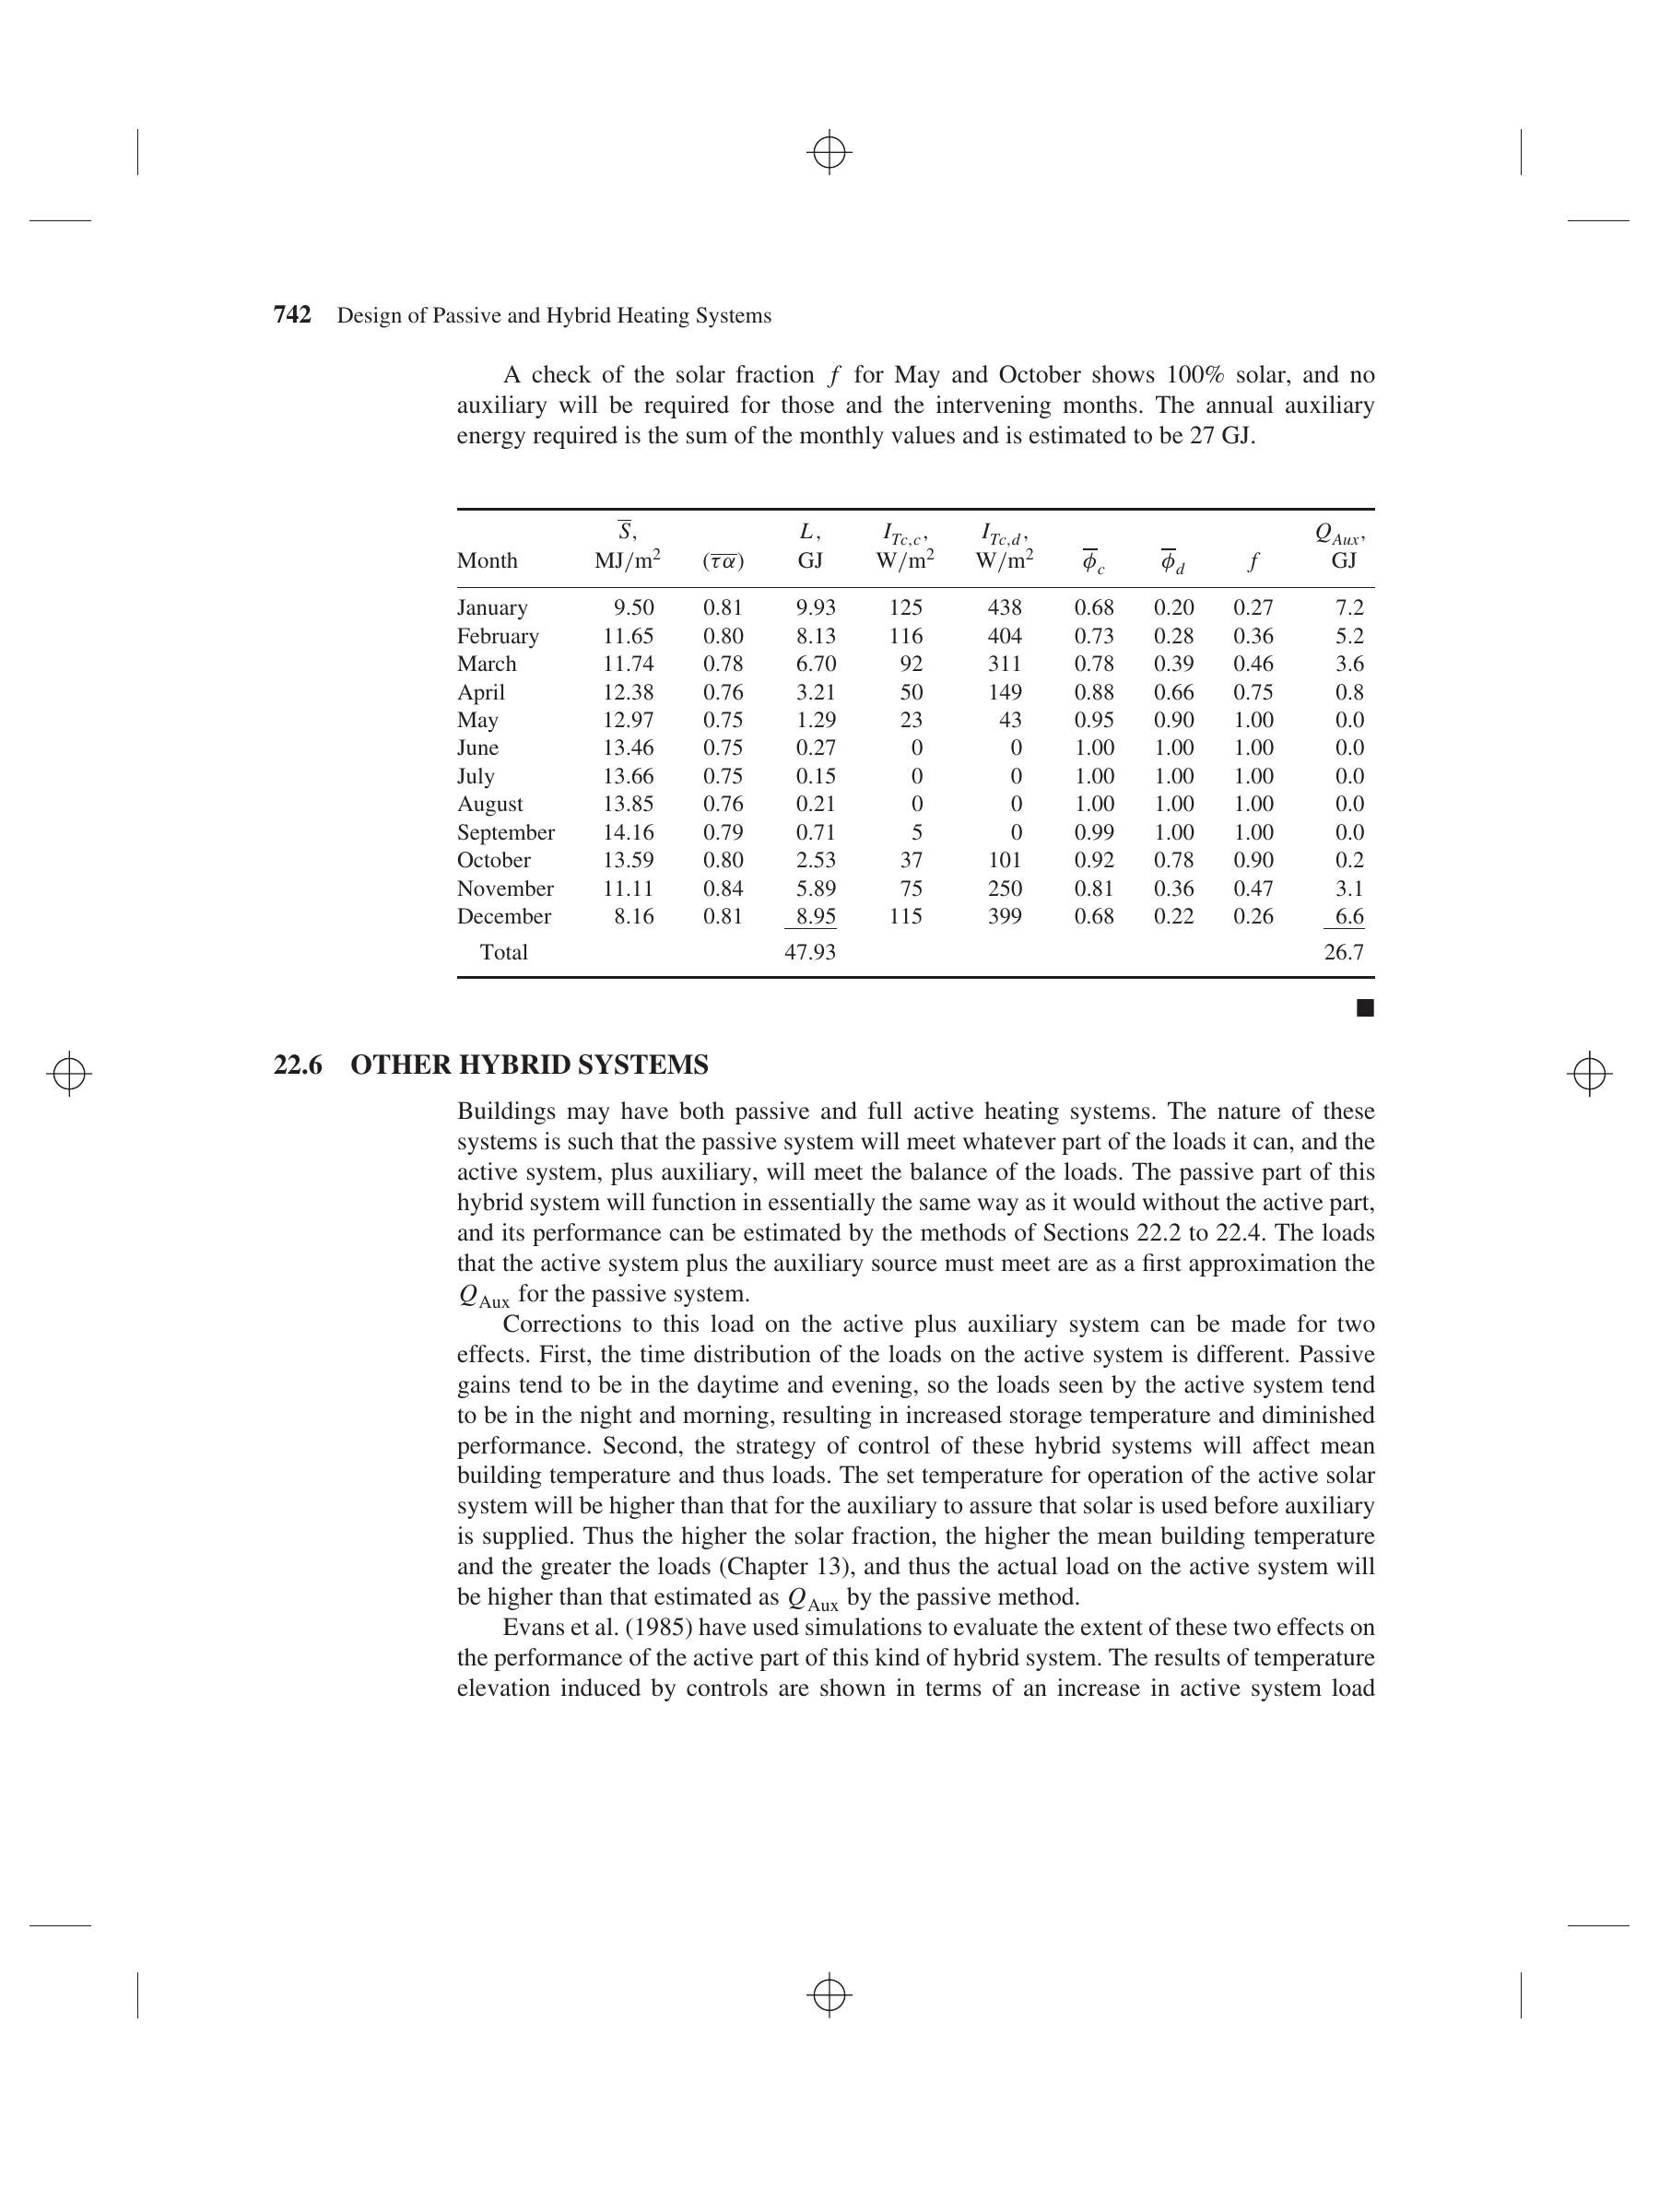 742 Design of Passive and Hybrid Heating Systems
A check of the solar fraction f for May and October shows 100% solar, and no
auxiliary will be required for those and the intervening months. The annual auxiliary
energy required is the sum of the monthly values and is estimated to be 27 GJ.
S̅, L, I_Tc,c, I_Tc,d, Q_Aux,
Month MJ/m² (τα) GJ W/m² W/m² ϕ̅_c ϕ̅_d f GJ
January 9.50 0.81 9.93 125 438 0.68 0.20 0.27 7.2
February 11.65 0.80 8.13 116 404 0.73 0.28 0.36 5.2
March 11.74 0.78 6.70 92 311 0.78 0.39 0.46 3.6
April 12.38 0.76 3.21 50 149 0.88 0.66 0.75 0.8
May 12.97 0.75 1.29 23 43 0.95 0.90 1.00 0.0
June 13.46 0.75 0.27 0 0 1.00 1.00 1.00 0.0
July 13.66 0.75 0.15 0 0 1.00 1.00 1.00 0.0
August 13.85 0.76 0.21 0 0 1.00 1.00 1.00 0.0
September 14.16 0.79 0.71 5 0 0.99 1.00 1.00 0.0
October 13.59 0.80 2.53 37 101 0.92 0.78 0.90 0.2
November 11.11 0.84 5.89 75 250 0.81 0.36 0.47 3.1
December 8.16 0.81 8.95 115 399 0.68 0.22 0.26 6.6
Total 47.93 26.7
22.6 OTHER HYBRID SYSTEMS
Buildings may have both passive and full active heating systems. The nature of these
systems is such that the passive system will meet whatever part of the loads it can, and the
active system, plus auxiliary, will meet the balance of the loads. The passive part of this
hybrid system will function in essentially the same way as it would without the active part,
and its performance can be estimated by the methods of Sections 22.2 to 22.4. The loads
that the active system plus the auxiliary source must meet are as a first approximation the
Q_Aux for the passive system.
Corrections to this load on the active plus auxiliary system can be made for two
effects. First, the time distribution of the loads on the active system is different. Passive
gains tend to be in the daytime and evening, so the loads seen by the active system tend
to be in the night and morning, resulting in increased storage temperature and diminished
performance. Second, the strategy of control of these hybrid systems will affect mean
building temperature and thus loads. The set temperature for operation of the active solar
system will be higher than that for the auxiliary to assure that solar is used before auxiliary
is supplied. Thus the higher the solar fraction, the higher the mean building temperature
and the greater the loads (Chapter 13), and thus the actual load on the active system will
be higher than that estimated as Q_Aux by the passive method.
Evans et al. (1985) have used simulations to evaluate the extent of these two effects on
the performance of the active part of this kind of hybrid system. The results of temperature
elevation induced by controls are shown in terms of an increase in active system load